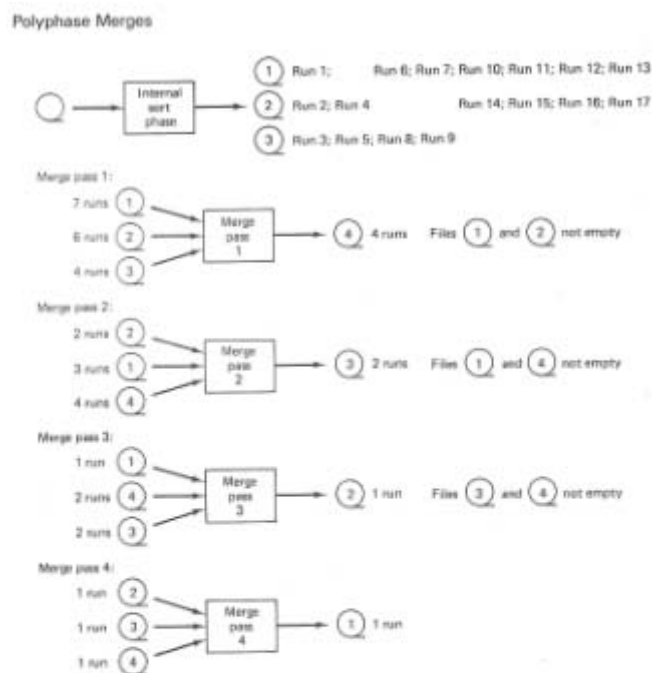 Polyphase Merges
Internal sort phase
1 Run 1; Run 6; Run 7; Run 10; Run 11; Run 12; Run 13
2 Run 2; Run 4 Run 14; Run 15; Run 16; Run 17
3 Run 3; Run 5; Run 8; Run 9
Merge pass 1:
7 runs 1
6 runs 2 Merge pass 1 4 4 runs Files 1 and 2 not empty
4 runs 3
Merge pass 2:
2 runs 2
3 runs 1 Merge pass 2 3 2 runs Files 1 and 4 not empty
4 runs 4
Merge pass 3:
1 run 1
2 runs 4 Merge pass 3 2 1 run Files 3 and 4 not empty
2 runs 3
Merge pass 4:
1 run 2
1 run 3 Merge pass 4 1 1 run
1 run 4